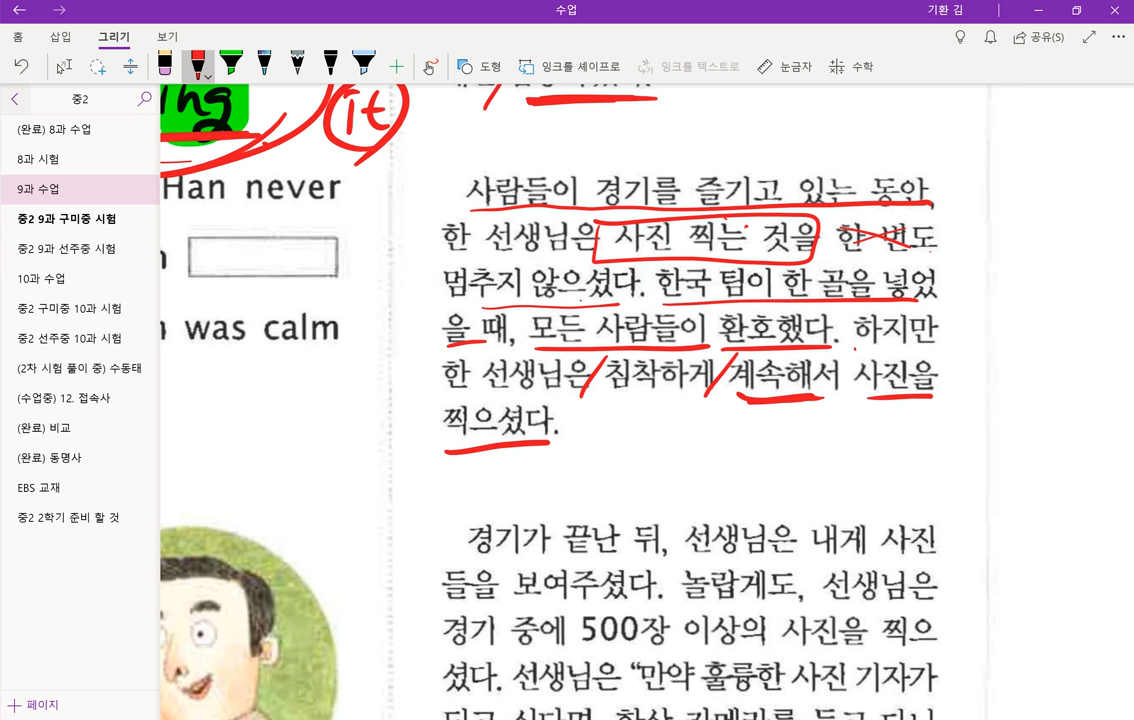 수업
기환 김
홈 삽입 그리기 보기
공유(S)
도형 잉크를 셰이프로 잉크를 텍스트로 눈금자 수학
중2
(완료) 8과 수업
8과 시험
9과 수업
중2 9과 구미중 시험
중2 9과 선주중 시험
10과 수업
중2 구미중 10과 시험
중2 선주중 10과 시험
(2차 시험 풀이 중) 수동태
(수업중) 12. 접속사
(완료) 비교
(완료) 동명사
EBS 교재
중2 2학기 준비 할 것
페이지
ing
it
Han never
was calm
사람들이 경기를 즐기고 있는 동안,
한 선생님은 사진 찍는 것을 한 번도
멈추지 않으셨다. 한국 팀이 한 골을 넣었
을 때, 모든 사람들이 환호했다. 하지만
한 선생님은 침착하게 계속해서 사진을
찍으셨다.
경기가 끝난 뒤, 선생님은 내게 사진
들을 보여주셨다. 놀랍게도, 선생님은
경기 중에 500장 이상의 사진을 찍으
셨다. 선생님은 “만약 훌륭한 사진 기자가